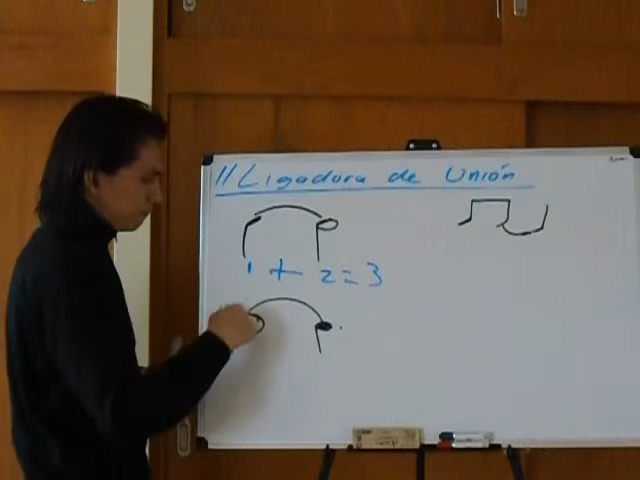 //Ligadura de Unión
1 + 2 = 3